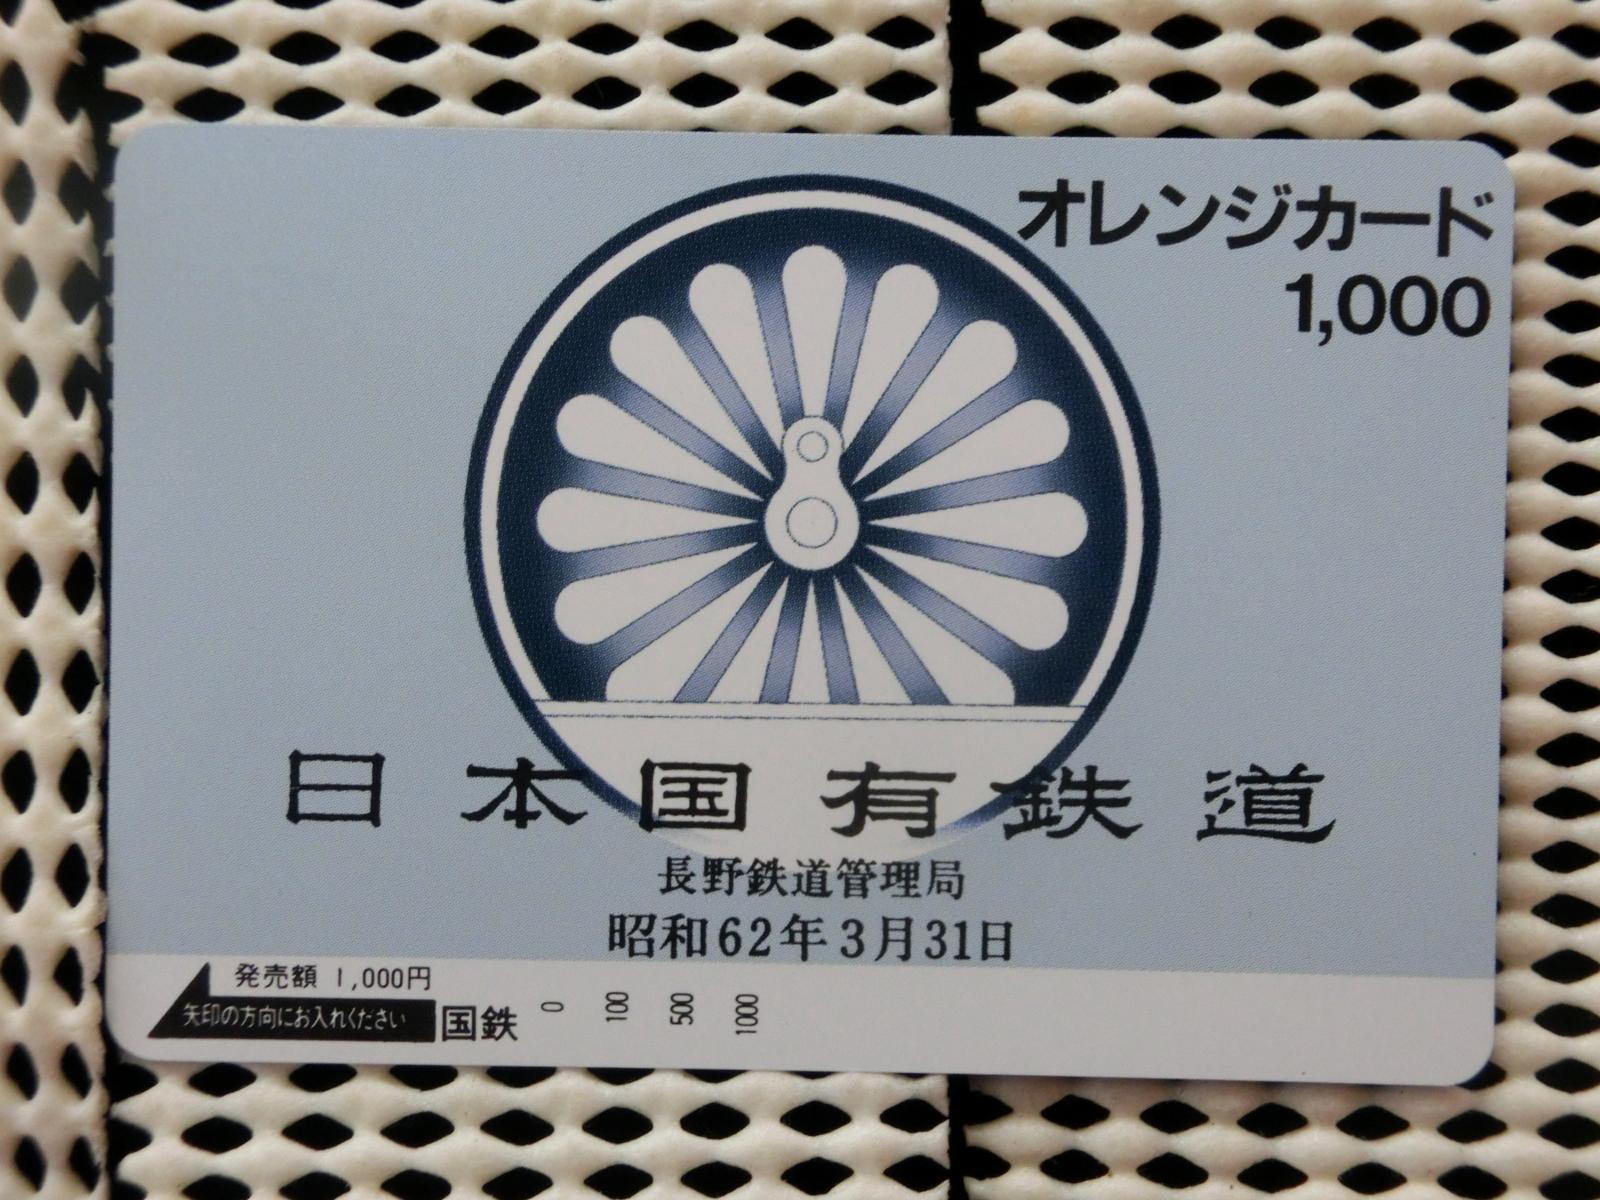 オレンジカード
1,000
日本国有鉄道
長野鉄道管理局
昭和62年3月31日
発売額 1,000円
矢印の方向にお入れください
国鉄 0 100 500 1000